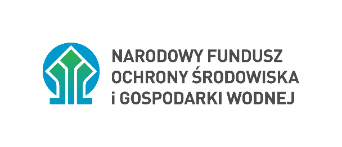 NARODOWY FUNDUSZ
OCHRONY ŚRODOWISKA
i GOSPODARKI WODNEJ